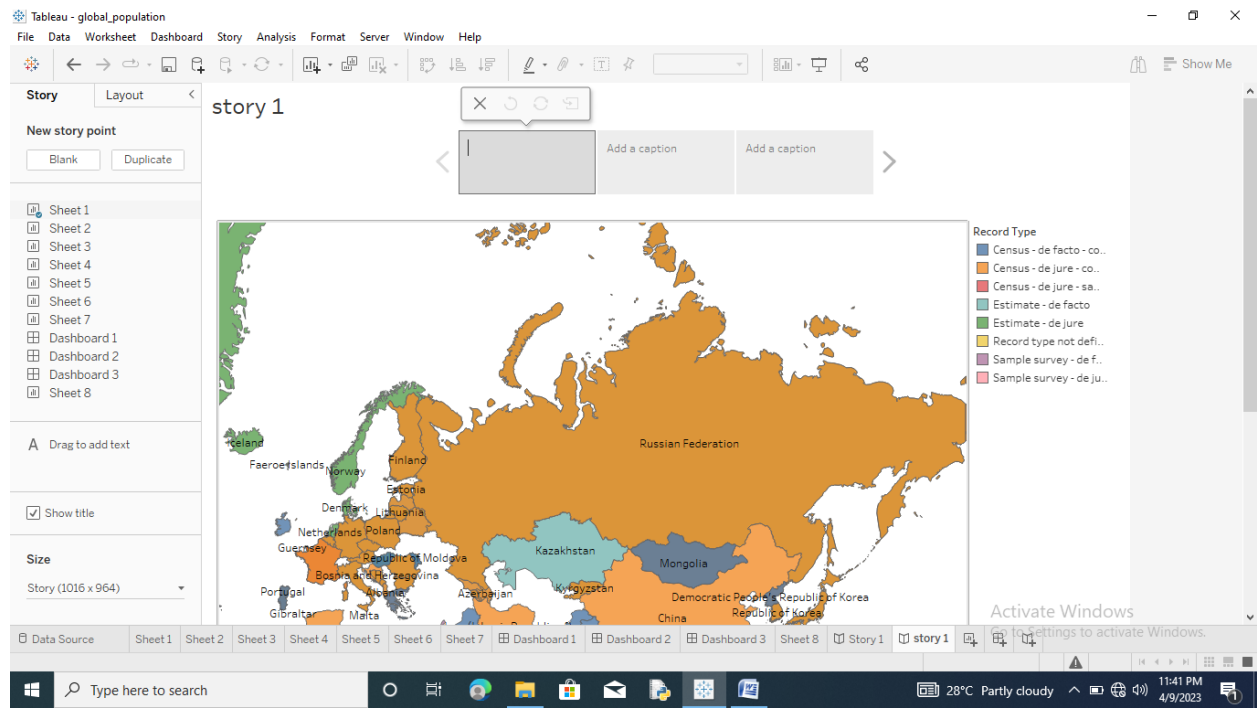 Tableau - global_population
File Data Worksheet Dashboard Story Analysis Format Server Window Help
Show Me
Story Layout
New story point
Blank Duplicate
Sheet 1
Sheet 2
Sheet 3
Sheet 4
Sheet 5
Sheet 6
Sheet 7
Dashboard 1
Dashboard 2
Dashboard 3
Sheet 8
A Drag to add text
Show title
Size
Story (1016 x 964)
story 1
Add a caption Add a caption
Record Type
Census - de facto - co..
Census - de jure - co..
Census - de jure - sa..
Estimate - de facto
Estimate - de jure
Record type not defi..
Sample survey - de f..
Sample survey - de ju..
Russian Federation
Iceland
Faeroe Islands
Norway
Finland
Estonia
Denmark
Lithuania
Netherlands
Poland
Guernsey
Republic of Moldova
Bosnia and Herzegovina
Portugal
Albania
Gibraltar
Malta
Azerbaijan
Kazakhstan
Kyrgyzstan
Mongolia
Democratic People's Republic of Korea
Republic of Korea
China
Activate Windows
Go to Settings to activate Windows.
Data Source Sheet 1 Sheet 2 Sheet 3 Sheet 4 Sheet 5 Sheet 6 Sheet 7 Dashboard 1 Dashboard 2 Dashboard 3 Sheet 8 Story 1 story 1
Type here to search
28°C Partly cloudy
11:41 PM
4/9/2023
1